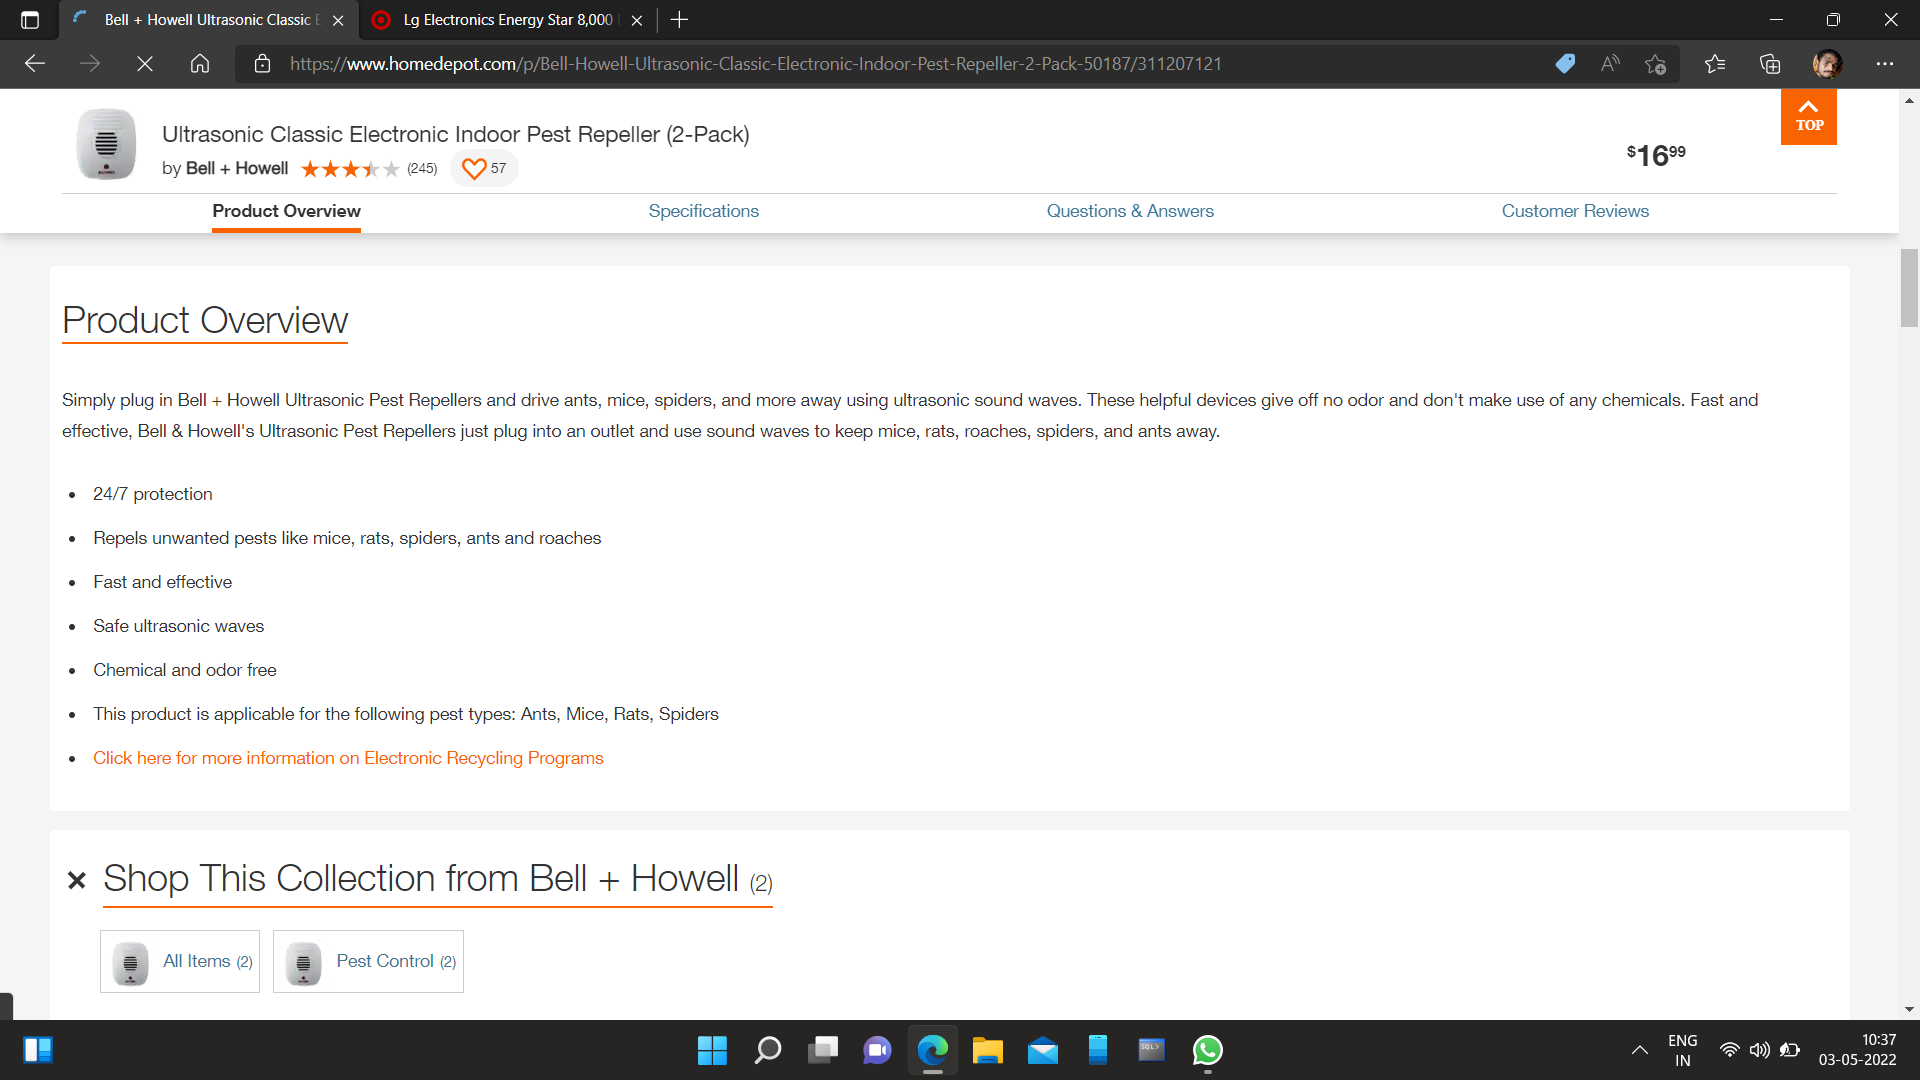 Bell + Howell Ultrasonic Classic E
Lg Electronics Energy Star 8,000
https://www.homedepot.com/p/Bell-Howell-Ultrasonic-Classic-Electronic-Indoor-Pest-Repeller-2-Pack-50187/311207121
TOP
Ultrasonic Classic Electronic Indoor Pest Repeller (2-Pack)
by Bell + Howell (245) 57
$16 99
Product Overview Specifications Questions & Answers Customer Reviews
Product Overview
Simply plug in Bell + Howell Ultrasonic Pest Repellers and drive ants, mice, spiders, and more away using ultrasonic sound waves. These helpful devices give off no odor and don't make use of any chemicals. Fast and
effective, Bell & Howell's Ultrasonic Pest Repellers just plug into an outlet and use sound waves to keep mice, rats, roaches, spiders, and ants away.
24/7 protection
Repels unwanted pests like mice, rats, spiders, ants and roaches
Fast and effective
Safe ultrasonic waves
Chemical and odor free
This product is applicable for the following pest types: Ants, Mice, Rats, Spiders
Click here for more information on Electronic Recycling Programs
Shop This Collection from Bell + Howell (2)
All Items (2) Pest Control (2)
SQL>
ENG
IN
10:37
03-05-2022